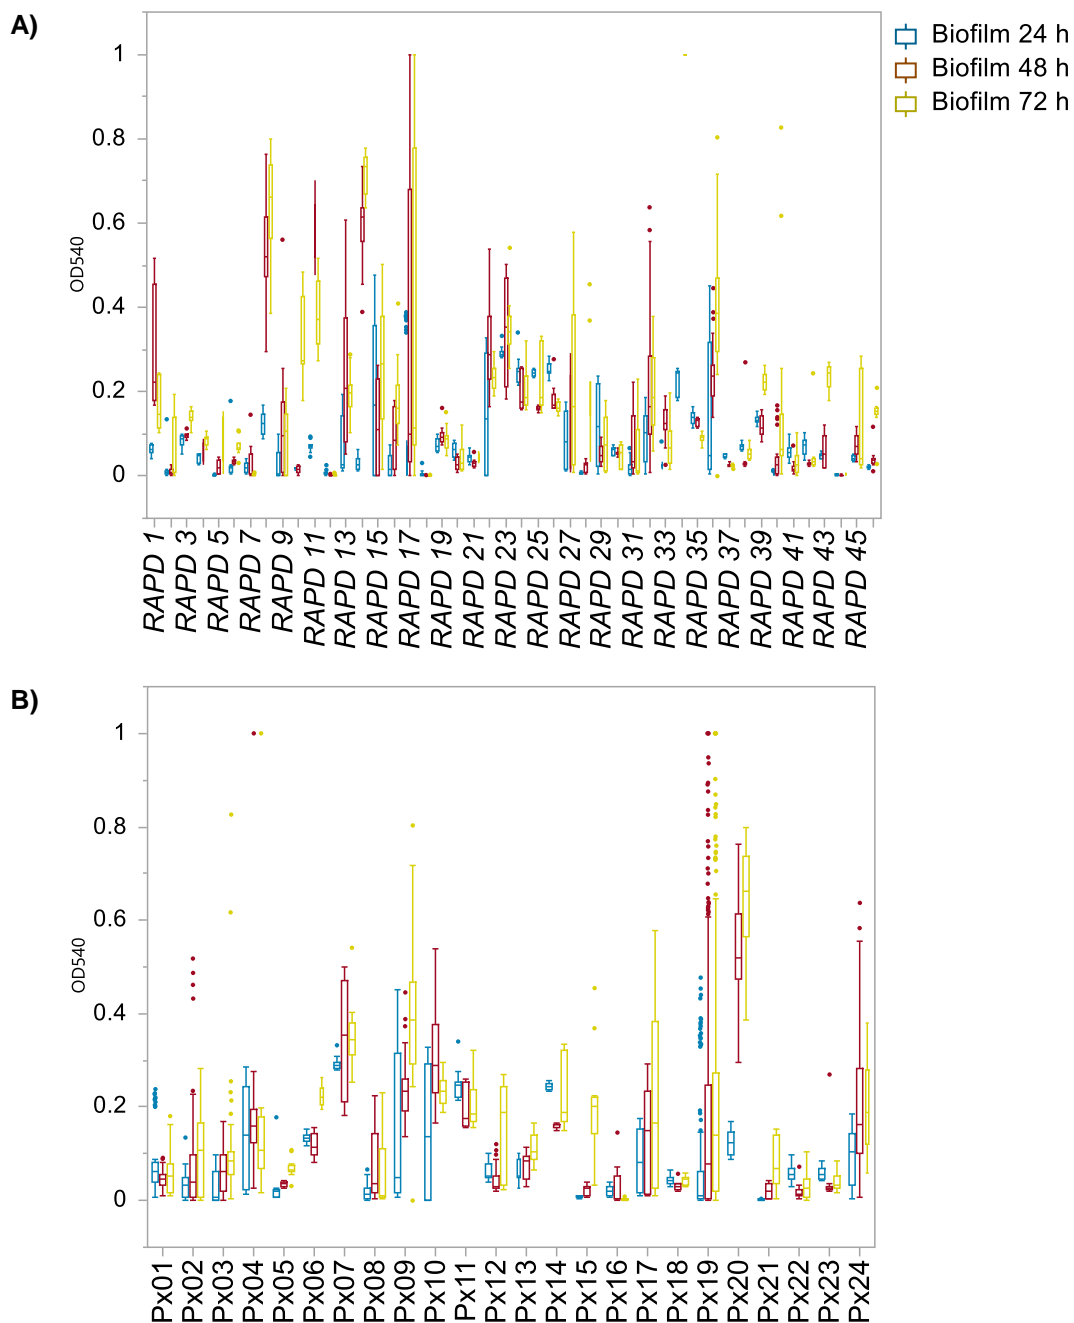 A)
Biofilm 24 h
Biofilm 48 h
Biofilm 72 h
1
0.8
0.6
0.4
0.2
0
OD540
RAPD 1
RAPD 3
RAPD 5
RAPD 7
RAPD 9
RAPD 11
RAPD 13
RAPD 15
RAPD 17
RAPD 19
RAPD 21
RAPD 23
RAPD 25
RAPD 27
RAPD 29
RAPD 31
RAPD 33
RAPD 35
RAPD 37
RAPD 39
RAPD 41
RAPD 43
RAPD 45
B)
1
0.8
0.6
0.4
0.2
0
OD540
Px01
Px02
Px03
Px04
Px05
Px06
Px07
Px08
Px09
Px10
Px11
Px12
Px13
Px14
Px15
Px16
Px17
Px18
Px19
Px20
Px21
Px22
Px23
Px24